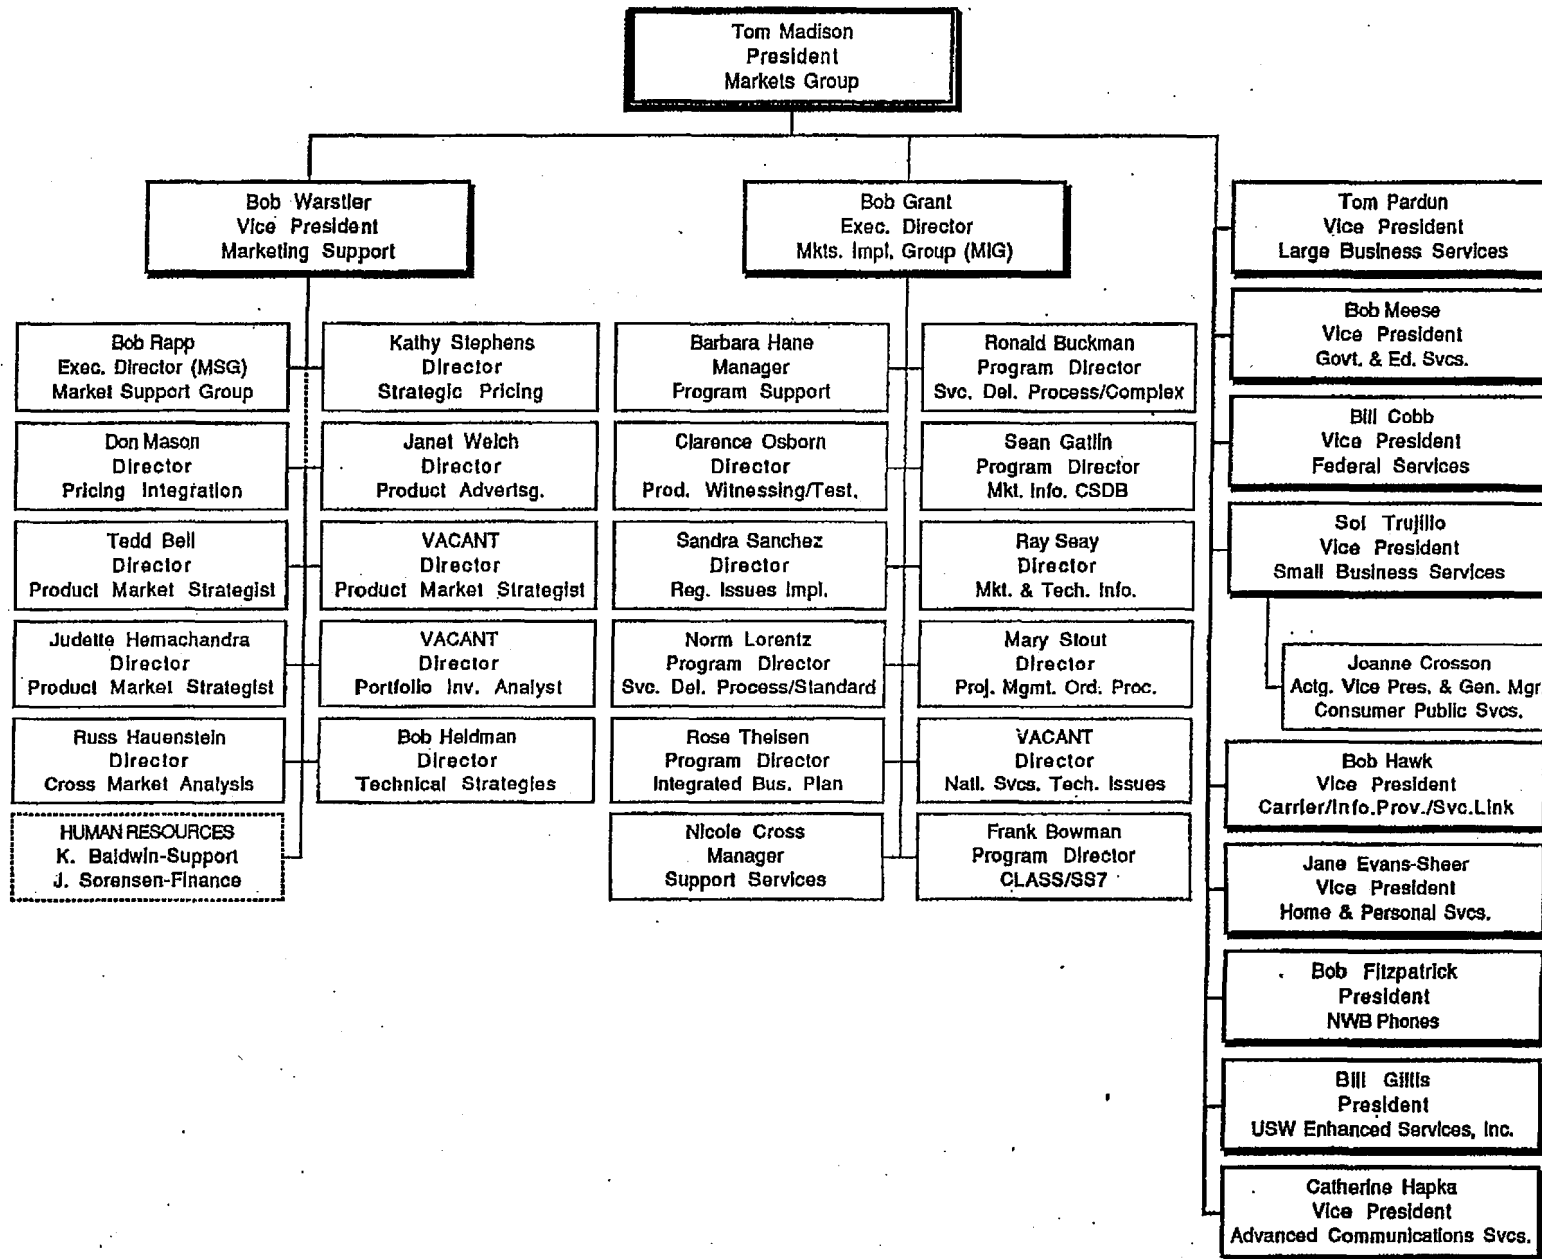 Tom Madison
President
Markets Group
Bob Warstler
Vice President
Marketing Support
Bob Rapp
Exec. Director (MSG)
Market Support Group
Kathy Stephens
Director
Strategic Pricing
Don Mason
Director
Pricing Integration
Janet Welch
Director
Product Advertsg.
Tedd Bell
Director
Product Market Strategist
VACANT
Director
Product Market Strategist
Judette Hemachandra
Director
Product Market Strategist
VACANT
Director
Portfolio Inv. Analyst
Russ Hauenstein
Director
Cross Market Analysis
Bob Heldman
Director
Technical Strategies
HUMAN RESOURCES
K. Baldwin-Support
J. Sorensen-Finance
Bob Grant
Exec. Director
Mkts. Impl. Group (MIG)
Barbara Hane
Manager
Program Support
Ronald Buckman
Program Director
Svc. Del. Process/Complex
Clarence Osborn
Director
Prod. Witnessing/Test.
Sean Gatlin
Program Director
Mkt. Info. CSDB
Sandra Sanchez
Director
Reg. Issues Impl.
Ray Seay
Director
Mkt. & Tech. Info.
Norm Lorentz
Program Director
Svc. Del. Process/Standard
Mary Stout
Director
Proj. Mgmt. Ord. Proc.
Rose Theisen
Program Director
Integrated Bus. Plan
VACANT
Director
Natl. Svcs. Tech. Issues
Nicole Cross
Manager
Support Services
Frank Bowman
Program Director
CLASS/SS7
Tom Pardun
Vice President
Large Business Services
Bob Meese
Vice President
Govt. & Ed. Svcs.
Bill Cobb
Vice President
Federal Services
Sol Trujillo
Vice President
Small Business Services
Joanne Crosson
Actg. Vice Pres. & Gen. Mgr.
Consumer Public Svcs.
Bob Hawk
Vice President
Carrier/Info.Prov./Svc.Link
Jane Evans-Sheer
Vice President
Home & Personal Svcs.
Bob Fitzpatrick
President
NWB Phones
Bill Gillis
President
USW Enhanced Services, Inc.
Catherine Hapka
Vice President
Advanced Communications Svcs.